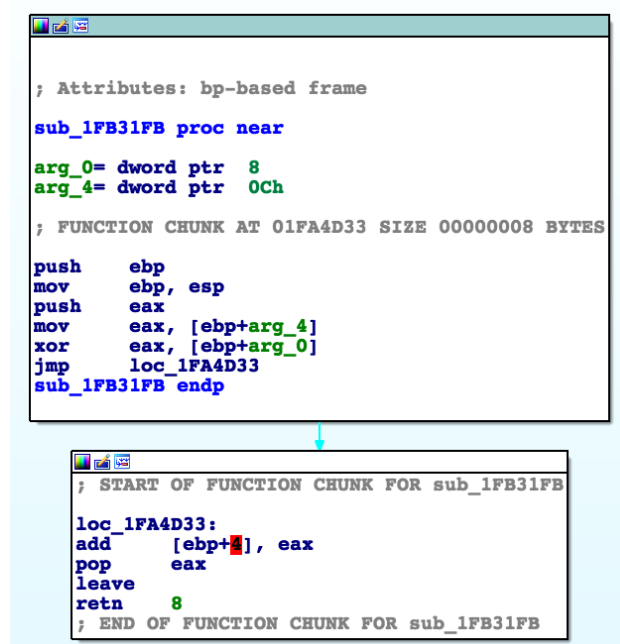 ; Attributes: bp-based frame
sub_1FB31FB proc near
arg_0= dword ptr  8
arg_4= dword ptr  0Ch
; FUNCTION CHUNK AT 01FA4D33 SIZE 00000008 BYTES
push    ebp
mov     ebp, esp
push    eax
mov     eax, [ebp+arg_4]
xor     eax, [ebp+arg_0]
jmp     loc_1FA4D33
sub_1FB31FB endp
; START OF FUNCTION CHUNK FOR sub_1FB31FB
loc_1FA4D33:
add     [ebp+4], eax
pop     eax
leave
retn    8
; END OF FUNCTION CHUNK FOR sub_1FB31FB